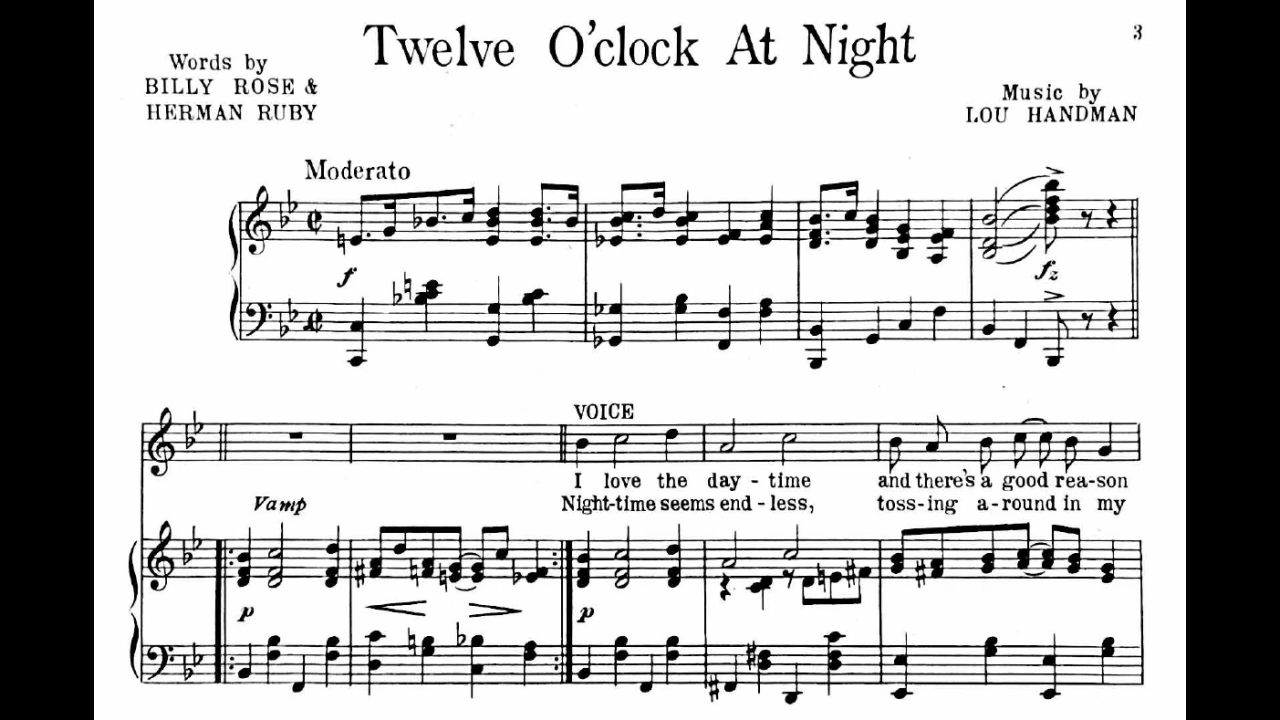 Twelve O'clock At Night
3
Words by
BILLY ROSE &
HERMAN RUBY
Music by
LOU HANDMAN
Moderato
f
fz
VOICE
I love the day - time and there's a good rea-son
Night-time seems end - less, toss-ing a-round in my
Vamp
p
p